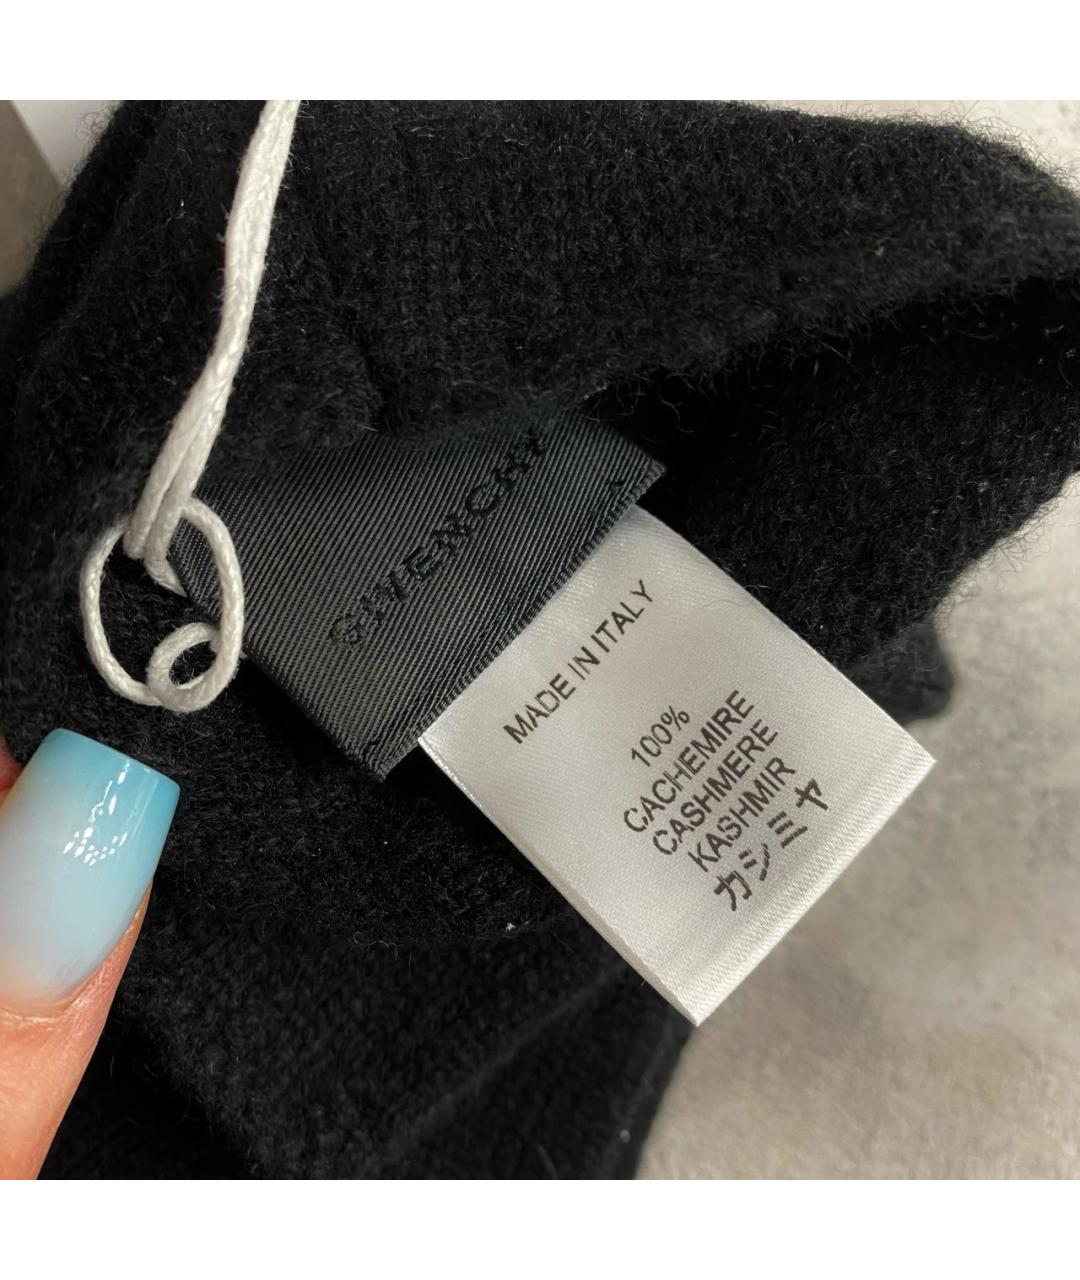 GIVENCHY
MADE IN ITALY
100%
CACHEMIRE
CASHMERE
KASHMIR
カシミヤ